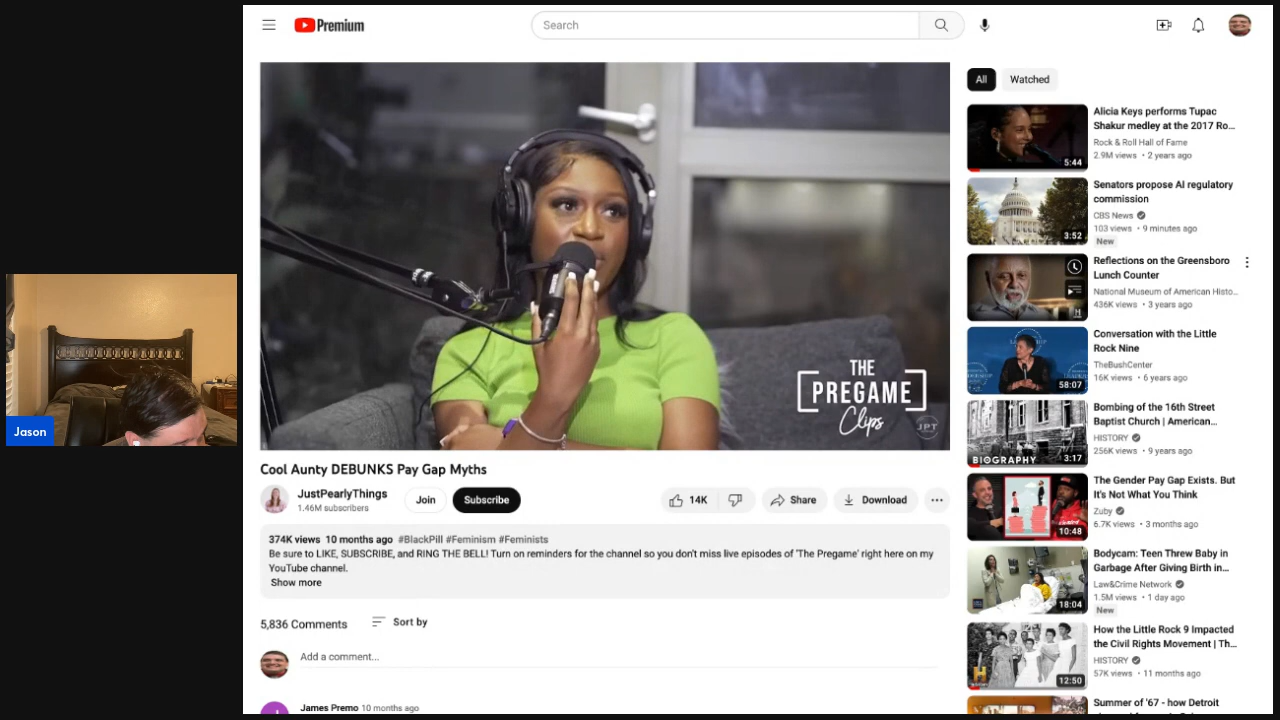 Premium
Search
THE
PREGAME
Clips
JPT
Jason
Cool Aunty DEBUNKS Pay Gap Myths
JustPearlyThings
1.46M subscribers
Join
Subscribe
14K
Share
Download
374K views 10 months ago #BlackPill #Feminism #Feminists
Be sure to LIKE, SUBSCRIBE, and RING THE BELL! Turn on reminders for the channel so you don't miss live episodes of 'The Pregame' right here on my
YouTube channel.
Show more
5,836 Comments
Sort by
Add a comment...
James Premo 10 months ago
All
Watched
5:44
Alicia Keys performs Tupac
Shakur medley at the 2017 Ro...
Rock & Roll Hall of Fame
2.9M views • 2 years ago
3:52
Senators propose AI regulatory
commission
CBS News
103 views • 9 minutes ago
New
Reflections on the Greensboro
Lunch Counter
National Museum of American Histo...
436K views • 3 years ago
58:07
Conversation with the Little
Rock Nine
TheBushCenter
16K views • 6 years ago
BIOGRAPHY
3:17
Bombing of the 16th Street
Baptist Church | American...
HISTORY
256K views • 9 years ago
10:48
The Gender Pay Gap Exists. But
It's Not What You Think
Zuby
6.7K views • 3 months ago
18:04
Bodycam: Teen Threw Baby in
Garbage After Giving Birth in...
Law&Crime Network
1.5M views • 1 day ago
New
12:50
How the Little Rock 9 Impacted
the Civil Rights Movement | Th...
HISTORY
57K views • 11 months ago
Summer of '67 - how Detroit